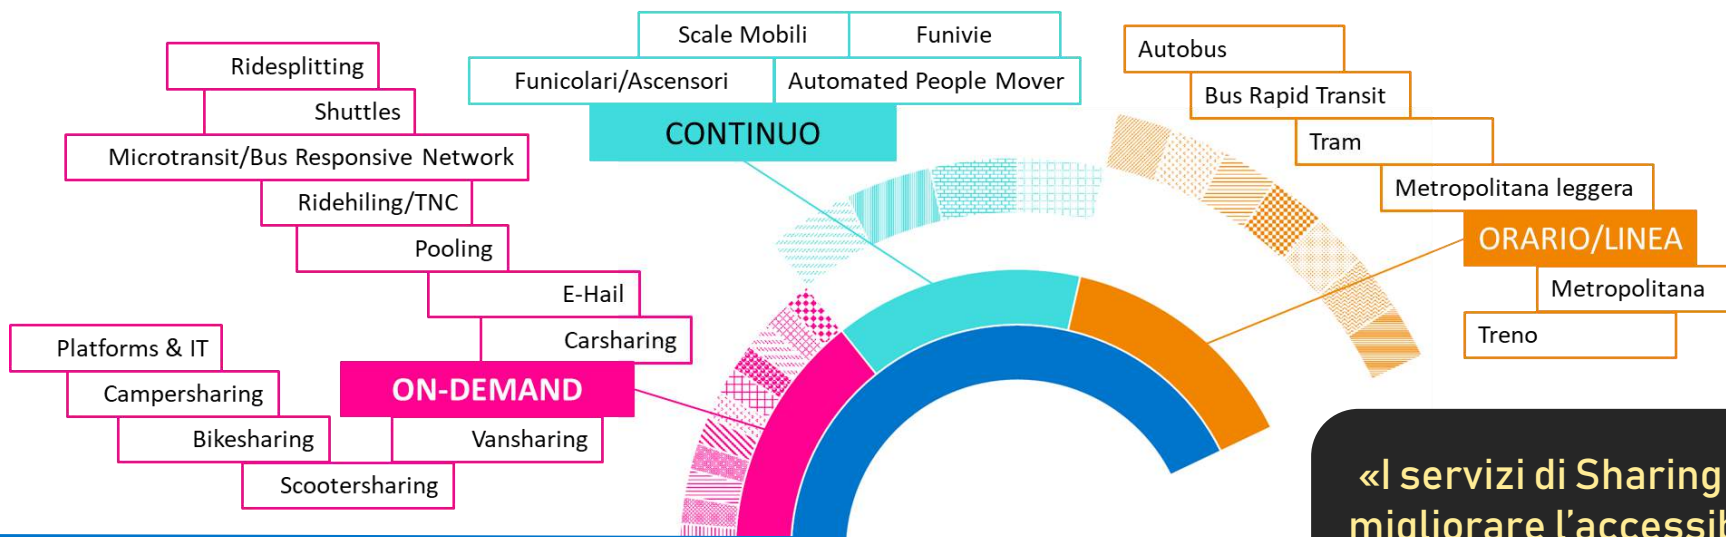 Ridesplitting
Shuttles
Microtransit/Bus Responsive Network
Ridehiling/TNC
Pooling
E-Hail
Carsharing
Platforms & IT
ON-DEMAND
Campersharing
Bikesharing
Vansharing
Scootersharing
Scale Mobili
Funivie
Funicolari/Ascensori
Automated People Mover
CONTINUO
Autobus
Bus Rapid Transit
Tram
Metropolitana leggera
ORARIO/LINEA
Metropolitana
Treno
«I servizi di Sharing
migliorare l'accessib